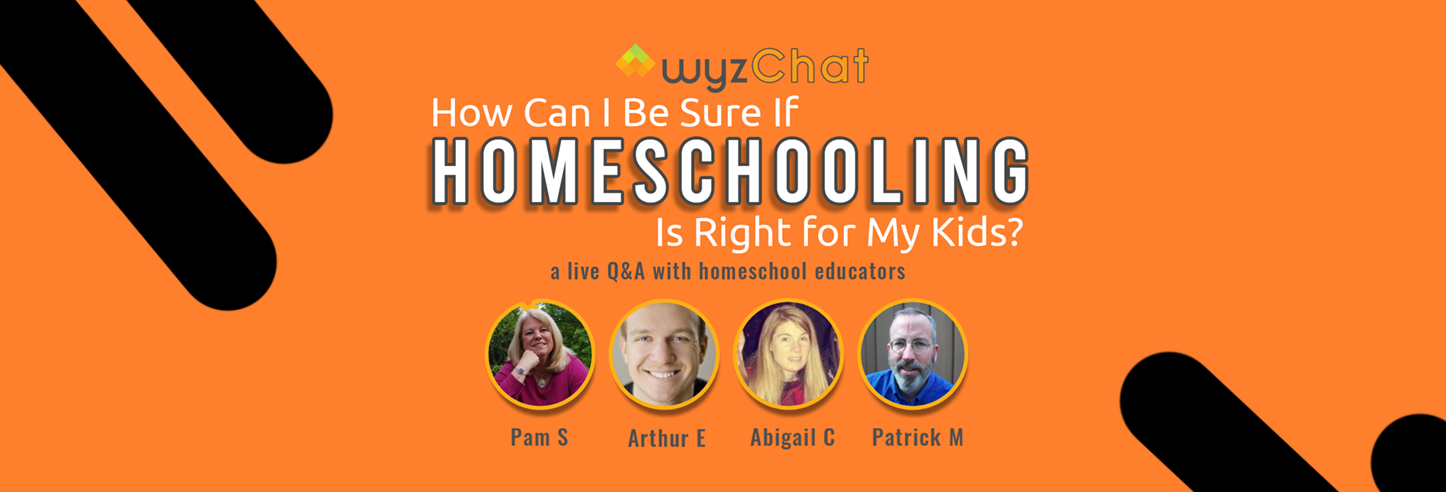 wyzChat
How Can I Be Sure If
HOMESCHOOLING
Is Right for My Kids?
a live Q&A with homeschool educators
Pam S
Arthur E
Abigail C
Patrick M